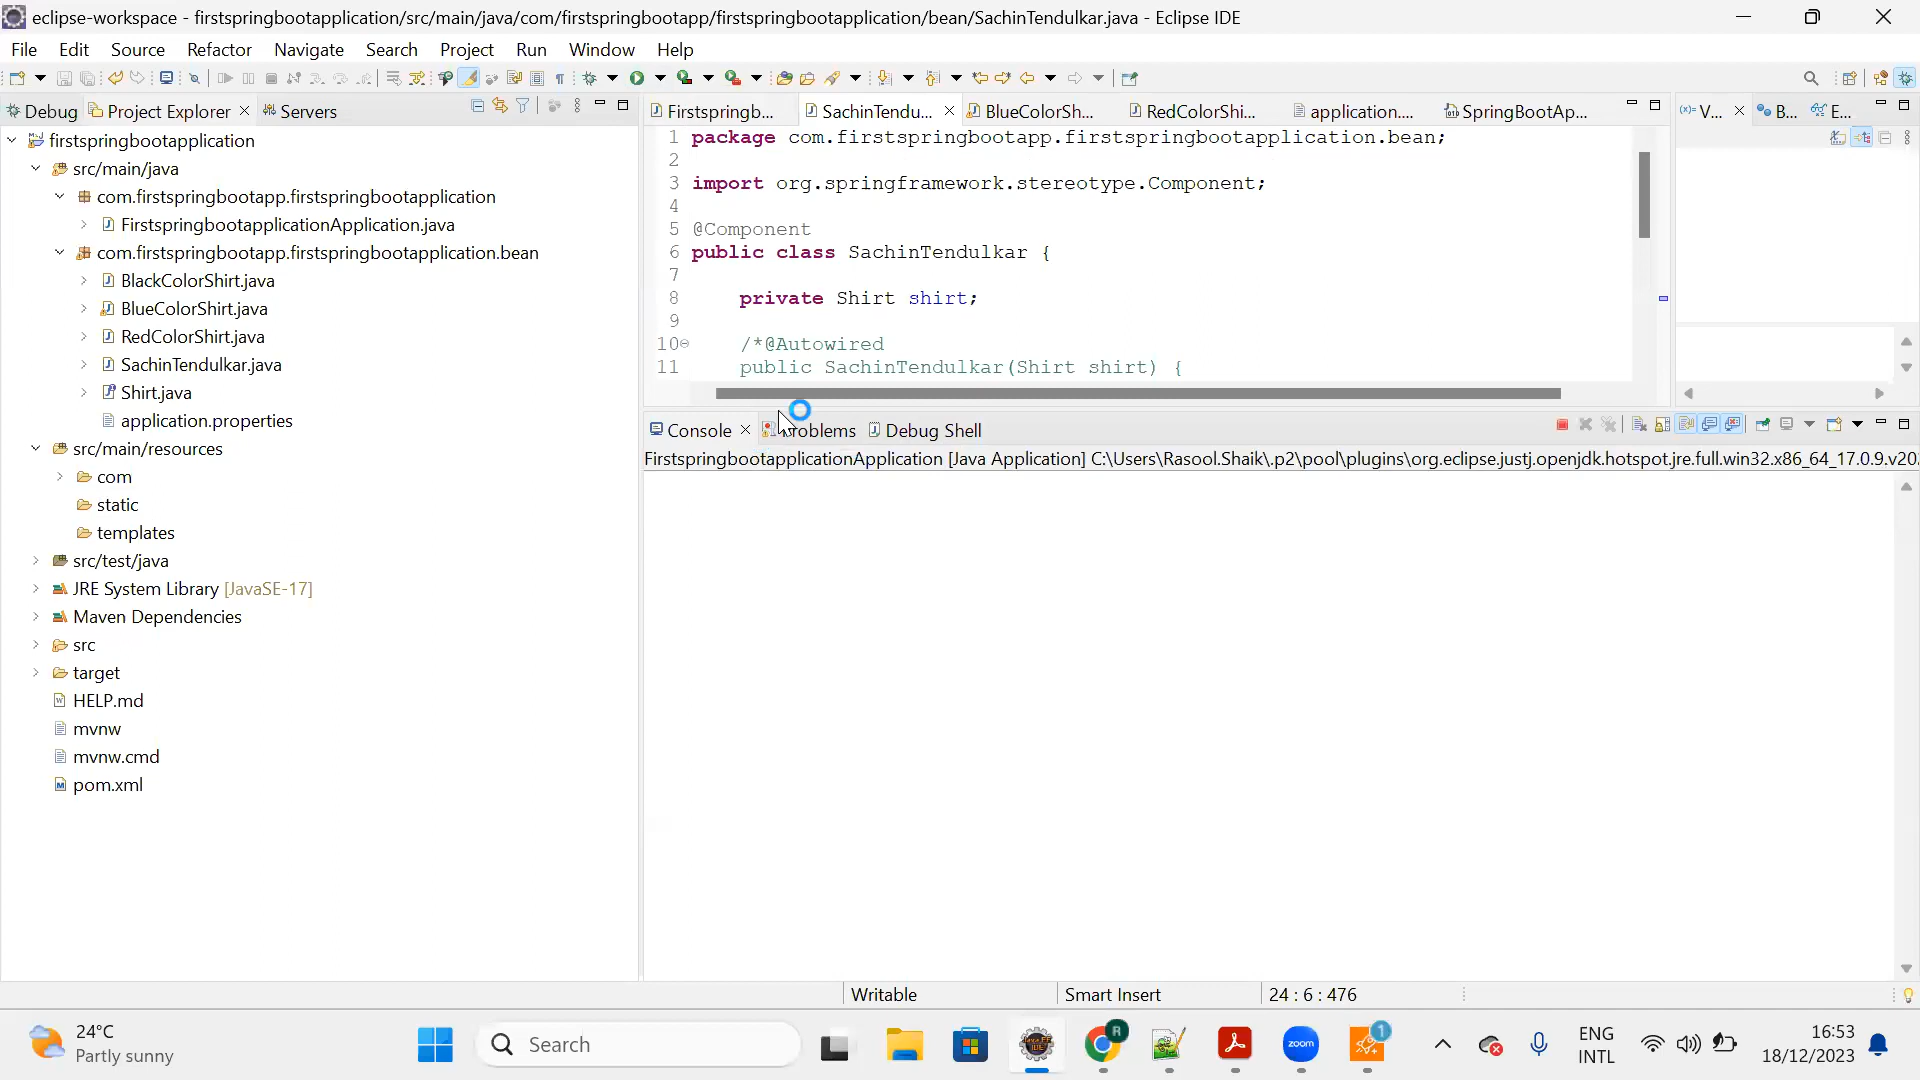 eclipse-workspace - firstspringbootapplication/src/main/java/com/firstspringbootapp/firstspringbootapplication/bean/SachinTendulkar.java - Eclipse IDE
File Edit Source Refactor Navigate Search Project Run Window Help
Debug Project Explorer Servers
firstspringbootapplication
src/main/java
com.firstspringbootapp.firstspringbootapplication
FirstspringbootapplicationApplication.java
com.firstspringbootapp.firstspringbootapplication.bean
BlackColorShirt.java
BlueColorShirt.java
RedColorShirt.java
SachinTendulkar.java
Shirt.java
application.properties
src/main/resources
com
static
templates
src/test/java
JRE System Library [JavaSE-17]
Maven Dependencies
src
target
HELP.md
mvnw
mvnw.cmd
pom.xml
Firstspringb... SachinTendu... BlueColorSh... RedColorShi... application.... SpringBootAp...
1 package com.firstspringbootapp.firstspringbootapplication.bean;
2
3 import org.springframework.stereotype.Component;
4
5 @Component
6 public class SachinTendulkar {
7
8 private Shirt shirt;
9
10 /*@Autowired
11 public SachinTendulkar(Shirt shirt) {
(x)= V... B... E...
Console Problems Debug Shell
FirstspringbootapplicationApplication [Java Application] C:\Users\Rasool.Shaik\.p2\pool\plugins\org.eclipse.justj.openjdk.hotspot.jre.full.win32.x86_64_17.0.9.v20
Writable Smart Insert 24 : 6 : 476
24°C
Partly sunny
Search
R
zoom
1
ENG
INTL
16:53
18/12/2023